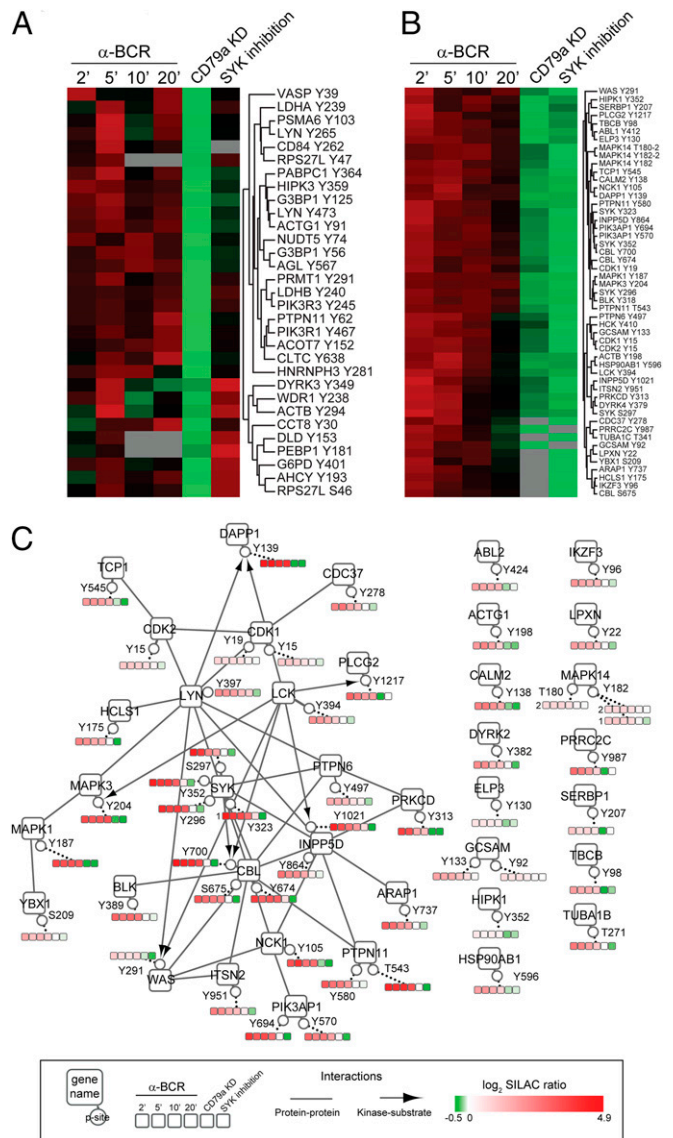 A
α-BCR
2' 5' 10' 20' CD79a KD SYK inhibition
VASP Y39
LDHA Y239
PSMA6 Y103
LYN Y265
CD84 Y262
RPS27L Y47
PABPC1 Y364
HIPK3 Y359
G3BP1 Y125
LYN Y473
ACTG1 Y91
NUDT5 Y74
G3BP1 Y56
AGL Y567
PRMT1 Y291
LDHB Y240
PIK3R3 Y245
PTPN11 Y62
PIK3R1 Y467
ACOT7 Y152
CLTC Y638
HNRNPH3 Y281
DYRK3 Y349
WDR1 Y238
ACTB Y294
CCT8 Y30
DLD Y153
PEBP1 Y181
G6PD Y401
AHCY Y193
RPS27L S46
B
α-BCR
2' 5' 10' 20' CD79a KD SYK inhibition
WAS Y291
HIPK1 Y352
SERBP1 Y207
PLCG2 Y1217
TBCB Y98
ABL1 Y412
ELP3 Y130
MAPK14 T180-2
MAPK14 Y182-2
MAPK14 Y182
TCP1 Y545
CALM2 Y138
NCK1 Y105
DAPP1 Y139
PTPN11 Y580
SYK Y323
INPP5D Y864
PIK3AP1 Y694
PIK3AP1 Y570
SYK Y352
CBL Y700
CBL Y674
CDK1 Y19
MAPK1 Y187
MAPK3 Y204
SYK Y296
BLK Y318
PTPN11 T543
PTPN6 Y497
HCK Y410
GCSAM Y133
CDK1 Y15
CDK2 Y15
ACTB Y198
HSP90AB1 Y596
LCK Y394
INPP5D Y1021
ITSN2 Y951
PRKCD Y313
DYRK4 Y379
SYK S297
CDC37 Y278
PRRC2C Y987
TUBA1C T341
GCSAM Y92
LPXN Y22
YBX1 S209
ARAP1 Y737
HCLS1 Y175
IKZF3 Y96
CBL S675
C
DAPP1
Y139
TCP1
Y545
CDC37
Y278
CDK2
Y15
CDK1
Y19
Y15
PLCG2
Y1217
LYN
Y397
LCK
Y394
HCLS1
Y175
MAPK3
Y204
S297
SYK
Y352
Y296
1
Y323
PTPN6
Y497
PRKCD
Y313
MAPK1
Y187
Y1021
INPP5D
Y864
Y700
CBL
S675
Y674
BLK
Y389
YBX1
S209
ARAP1
Y737
NCK1
Y105
PTPN11
Y580
T543
Y291
WAS
ITSN2
Y951
PIK3AP1
Y694
Y570
ABL2
Y424
IKZF3
Y96
ACTG1
Y198
LPXN
Y22
CALM2
Y138
MAPK14
T180
Y182
2
2
1
DYRK2
Y382
PRRC2C
Y987
ELP3
Y130
SERBP1
Y207
GCSAM
Y133
Y92
TBCB
Y98
HIPK1
Y352
TUBA1B
T271
HSP90AB1
Y596
gene name
p-site
α-BCR
2' 5' 10' 20' CD79a KD SYK inhibition
Interactions
Protein-protein
Kinase-substrate
log2 SILAC ratio
-0.5
4.9